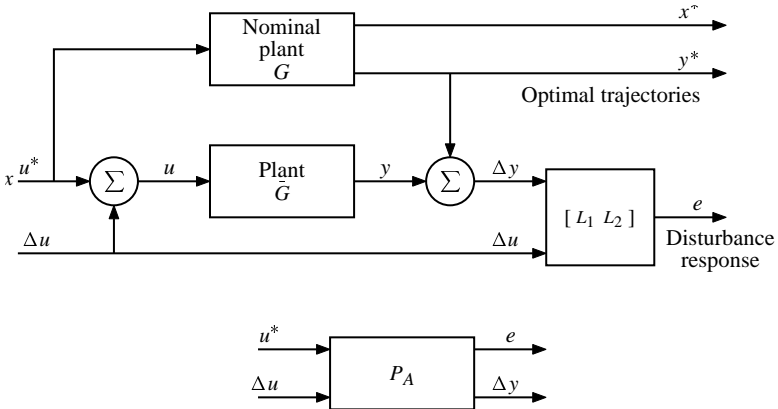 Nominal
plant
G
x*
y*
Optimal trajectories
x u*
Σ
u
Plant
G̅
y
Σ
Δy
[ L₁ L₂ ]
e
Disturbance
response
Δu
Δu
u*
Δu
P_A
e
Δy